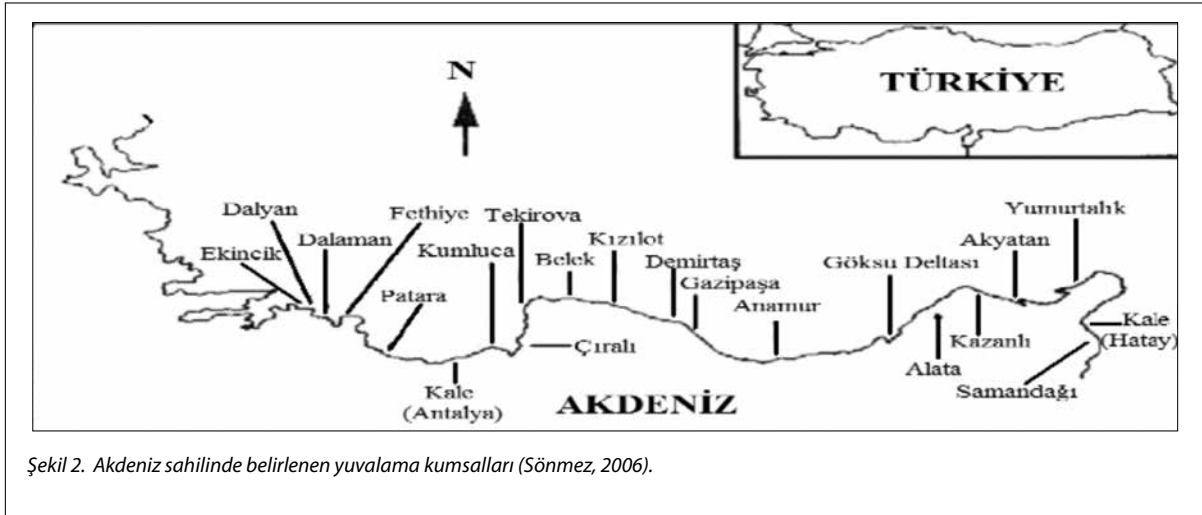 N
TÜRKİYE
Dalyan
Ekincik
Dalaman
Fethiye
Patara
Kumluca
Tekirova
Belek
Kızılot
Demirtaş
Gazipaşa
Anamur
Göksu Deltası
Akyatan
Yumurtalık
Kale
(Antalya)
Çıralı
AKDENİZ
Alata
Kazanlı
Kale
(Hatay)
Samandağı
Şekil 2. Akdeniz sahilinde belirlenen yuvalama kumsalları (Sönmez, 2006).